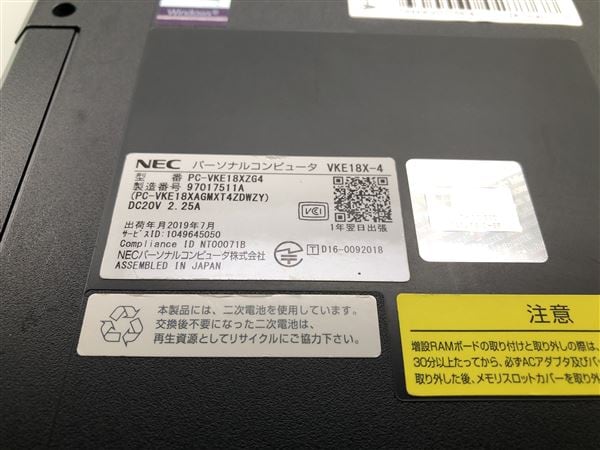 Windows®
NEC パーソナルコンピュータ VKE18X-4
型 番 PC-VKE18XZG4
製造番号 97017511A
(PC-VKE18XAGMXT4ZDWZY)
DC20V 2.25A
VCCI
1年翌日出張
出荷年月2019年7月
サービスID:1049645050
Compliance ID NT00071B
T D16-0092018
NECパーソナルコンピュータ株式会社
ASSEMBLED IN JAPAN
本製品には、二次電池を使用しています。
交換後不要になった二次電池は、
再生資源としてリサイクルにご協力下さい。
注意
増設RAMボードの取り付けと取り外しの際は、
30分以上たってから、必ずACアダプタ及びバ
取り外した後、メモリスロットカバーを取り外